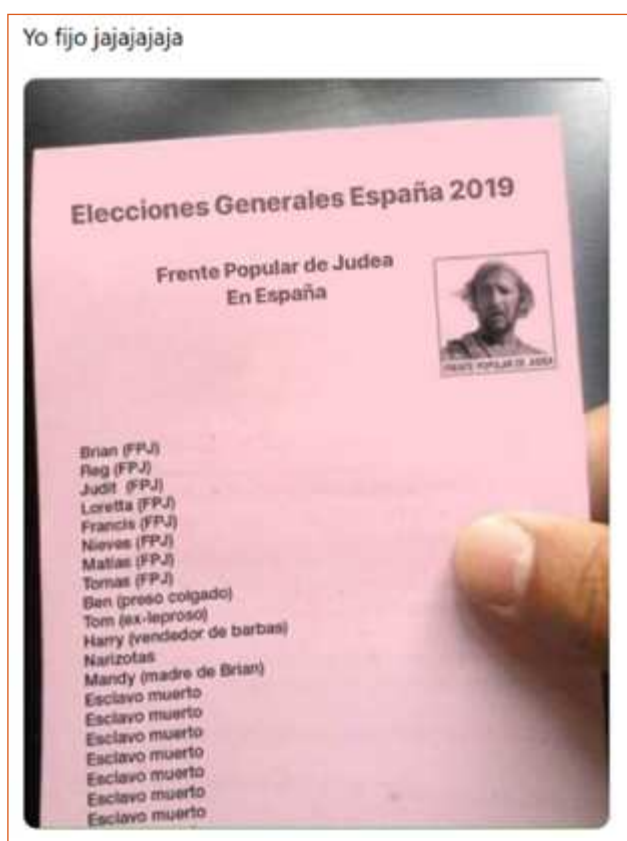 Yo fijo jajajajaja
Elecciones Generales España 2019
Frente Popular de Judea
En España
FRENTE POPULAR DE JUDEA
Brian (FPJ)
Reg (FPJ)
Judit (FPJ)
Loretta (FPJ)
Francis (FPJ)
Nieves (FPJ)
Matias (FPJ)
Tomas (FPJ)
Ben (preso colgado)
Tom (ex-leproso)
Harry (vendedor de barbas)
Narizotas
Mandy (madre de Brian)
Esclavo muerto
Esclavo muerto
Esclavo muerto
Esclavo muerto
Esclavo muerto
Esclavo muerto
Esclavo muerto